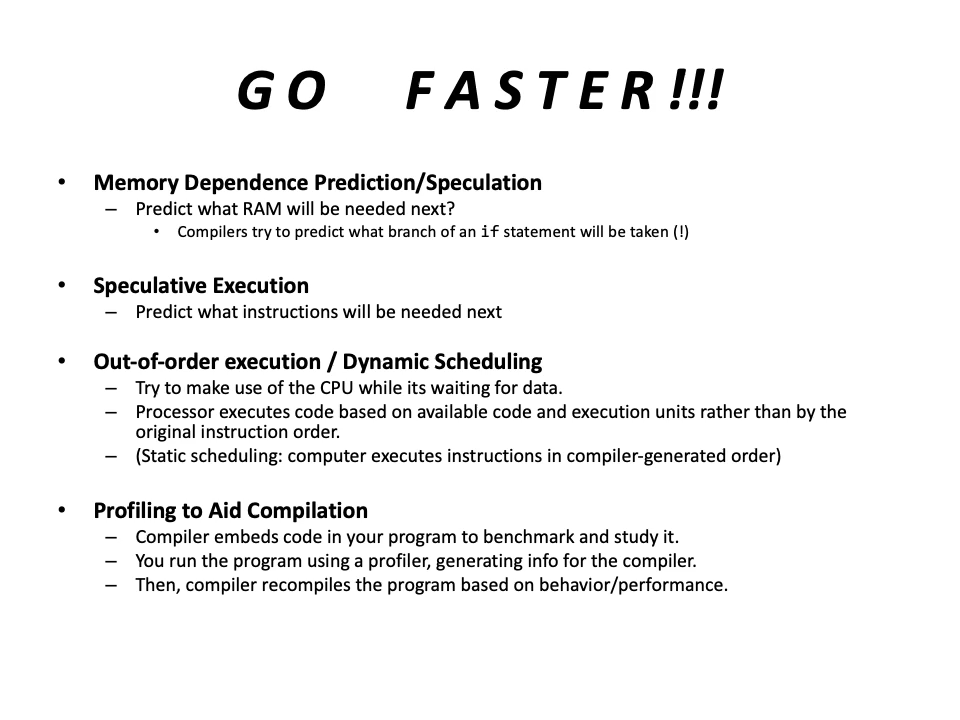 GO FASTER!!!
• Memory Dependence Prediction/Speculation
– Predict what RAM will be needed next?
• Compilers try to predict what branch of an if statement will be taken (!)
• Speculative Execution
– Predict what instructions will be needed next
• Out-of-order execution / Dynamic Scheduling
– Try to make use of the CPU while its waiting for data.
– Processor executes code based on available code and execution units rather than by the
original instruction order.
– (Static scheduling: computer executes instructions in compiler-generated order)
• Profiling to Aid Compilation
– Compiler embeds code in your program to benchmark and study it.
– You run the program using a profiler, generating info for the compiler.
– Then, compiler recompiles the program based on behavior/performance.